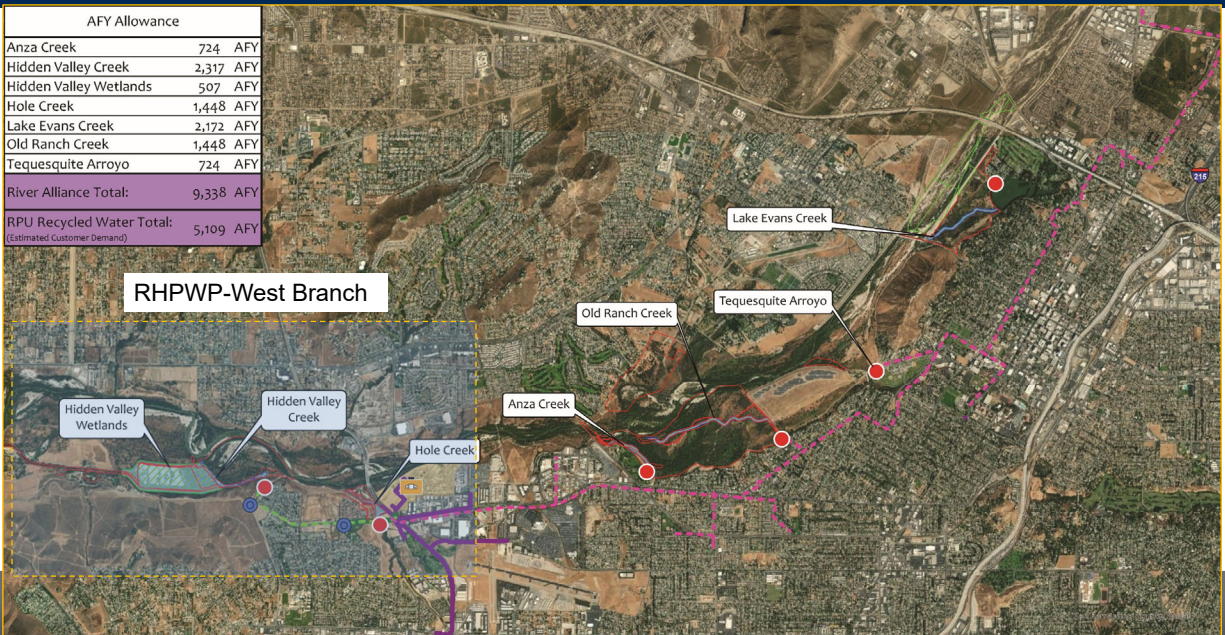 AFY Allowance
Anza Creek 724 AFY
Hidden Valley Creek 2,317 AFY
Hidden Valley Wetlands 507 AFY
Hole Creek 1,448 AFY
Lake Evans Creek 2,172 AFY
Old Ranch Creek 1,448 AFY
Tequesquite Arroyo 724 AFY
River Alliance Total: 9,338 AFY
RPU Recycled Water Total: 5,109 AFY
(Estimated Customer Demand)
215
Lake Evans Creek
RHPWP-West Branch
Tequesquite Arroyo
Old Ranch Creek
Anza Creek
Hidden Valley
Wetlands
Hidden Valley
Creek
Hole Creek